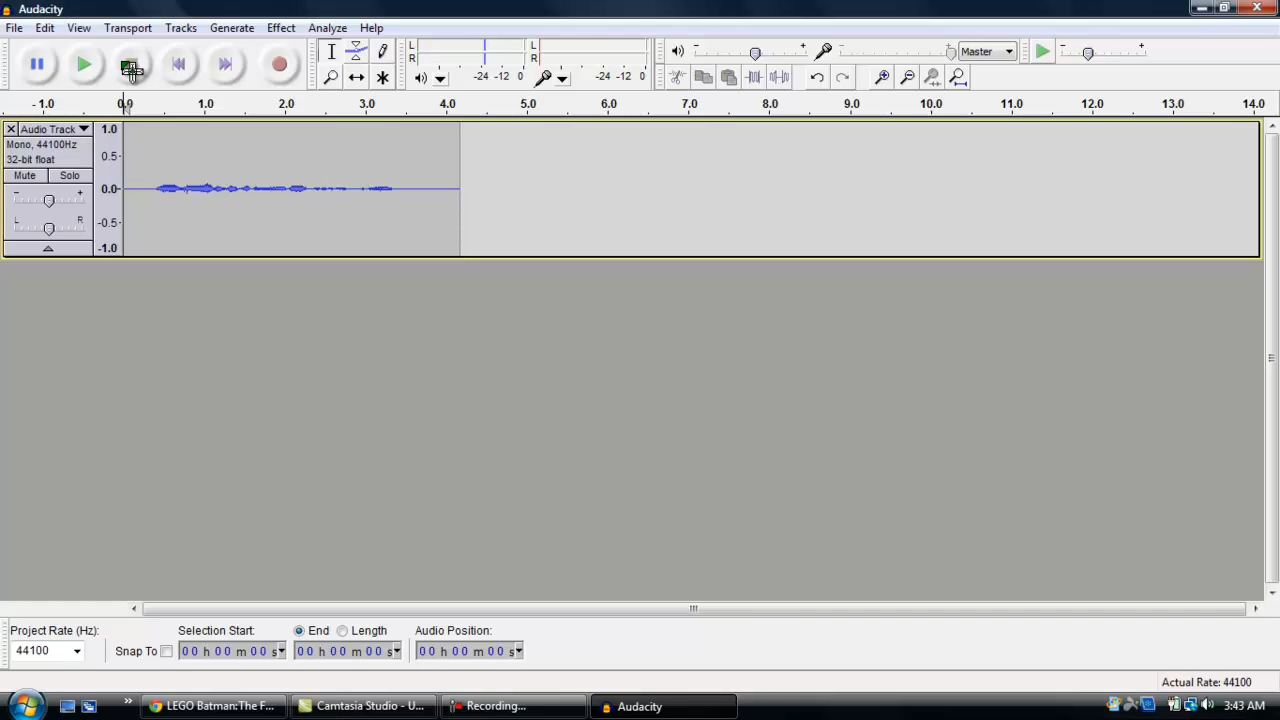 Audacity
File Edit View Transport Tracks Generate Effect Analyze Help
L R -24 -12 0
L R -24 -12 0
- + - + Master - +
- 1.0 0.0 1.0 2.0 3.0 4.0 5.0 6.0 7.0 8.0 9.0 10.0 11.0 12.0 13.0 14.0
Audio Track
Mono, 44100Hz
32-bit float
Mute Solo
- +
L R
1.0
0.5-
0.0-
-0.5-
-1.0
Project Rate (Hz): Selection Start: End Length Audio Position:
44100 Snap To 00 h 00 m 00 s 00 h 00 m 00 s 00 h 00 m 00 s
Actual Rate: 44100
LEGO Batman:The F... Camtasia Studio - U... Recording... Audacity 3:43 AM